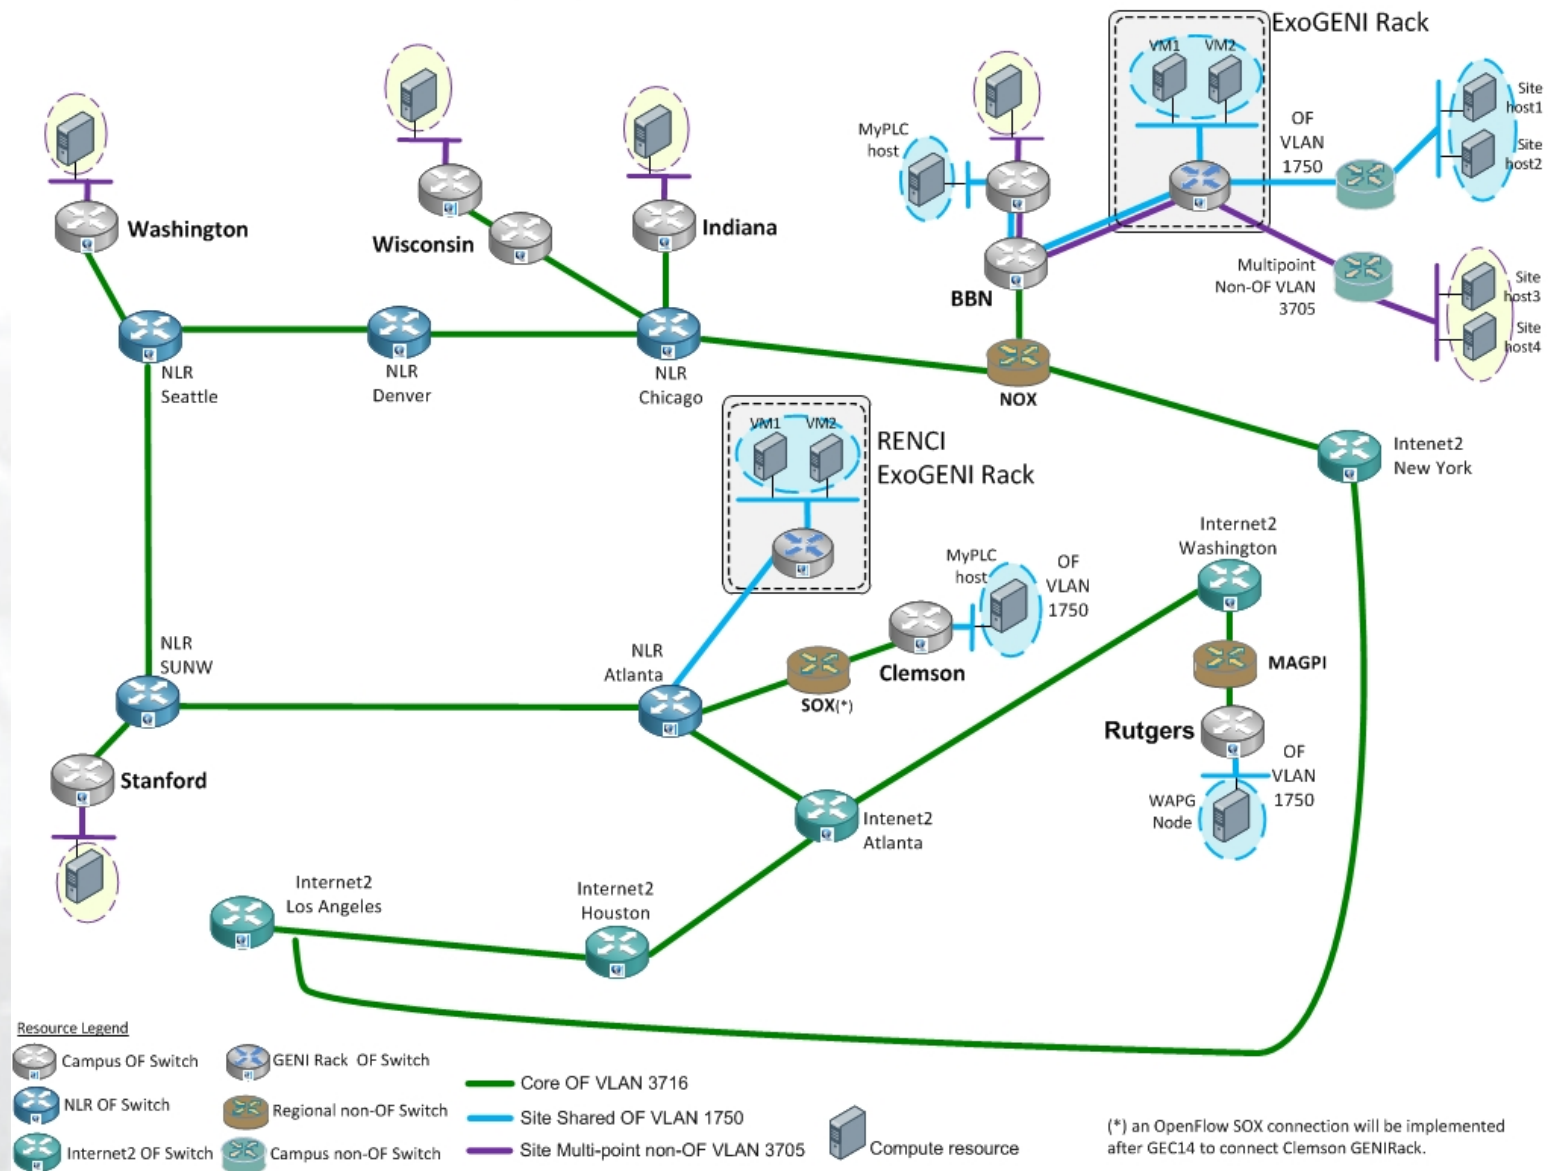 ExoGENI Rack
VM1
VM2
MyPLC
host
OF
VLAN
1750
Site
host1
Site
host2
Washington
Wisconsin
Indiana
BBN
Multipoint
Non-OF VLAN
3705
Site
host3
Site
host4
NLR
Seattle
NLR
Denver
NLR
Chicago
NOX
VM1
VM2
RENCI
ExoGENI Rack
Intenet2
New York
Internet2
Washington
MyPLC
host
OF
VLAN
1750
NLR
SUNW
NLR
Atlanta
Clemson
SOX(*)
MAGPI
Rutgers
OF
VLAN
1750
WAPG
Node
Stanford
Intenet2
Atlanta
Internet2
Los Angeles
Internet2
Houston
Resource Legend
Campus OF Switch
GENI Rack OF Switch
NLR OF Switch
Regional non-OF Switch
Internet2 OF Switch
Campus non-OF Switch
Core OF VLAN 3716
Site Shared OF VLAN 1750
Site Multi-point non-OF VLAN 3705
Compute resource
(*) an OpenFlow SOX connection will be implemented
after GEC14 to connect Clemson GENIRack.